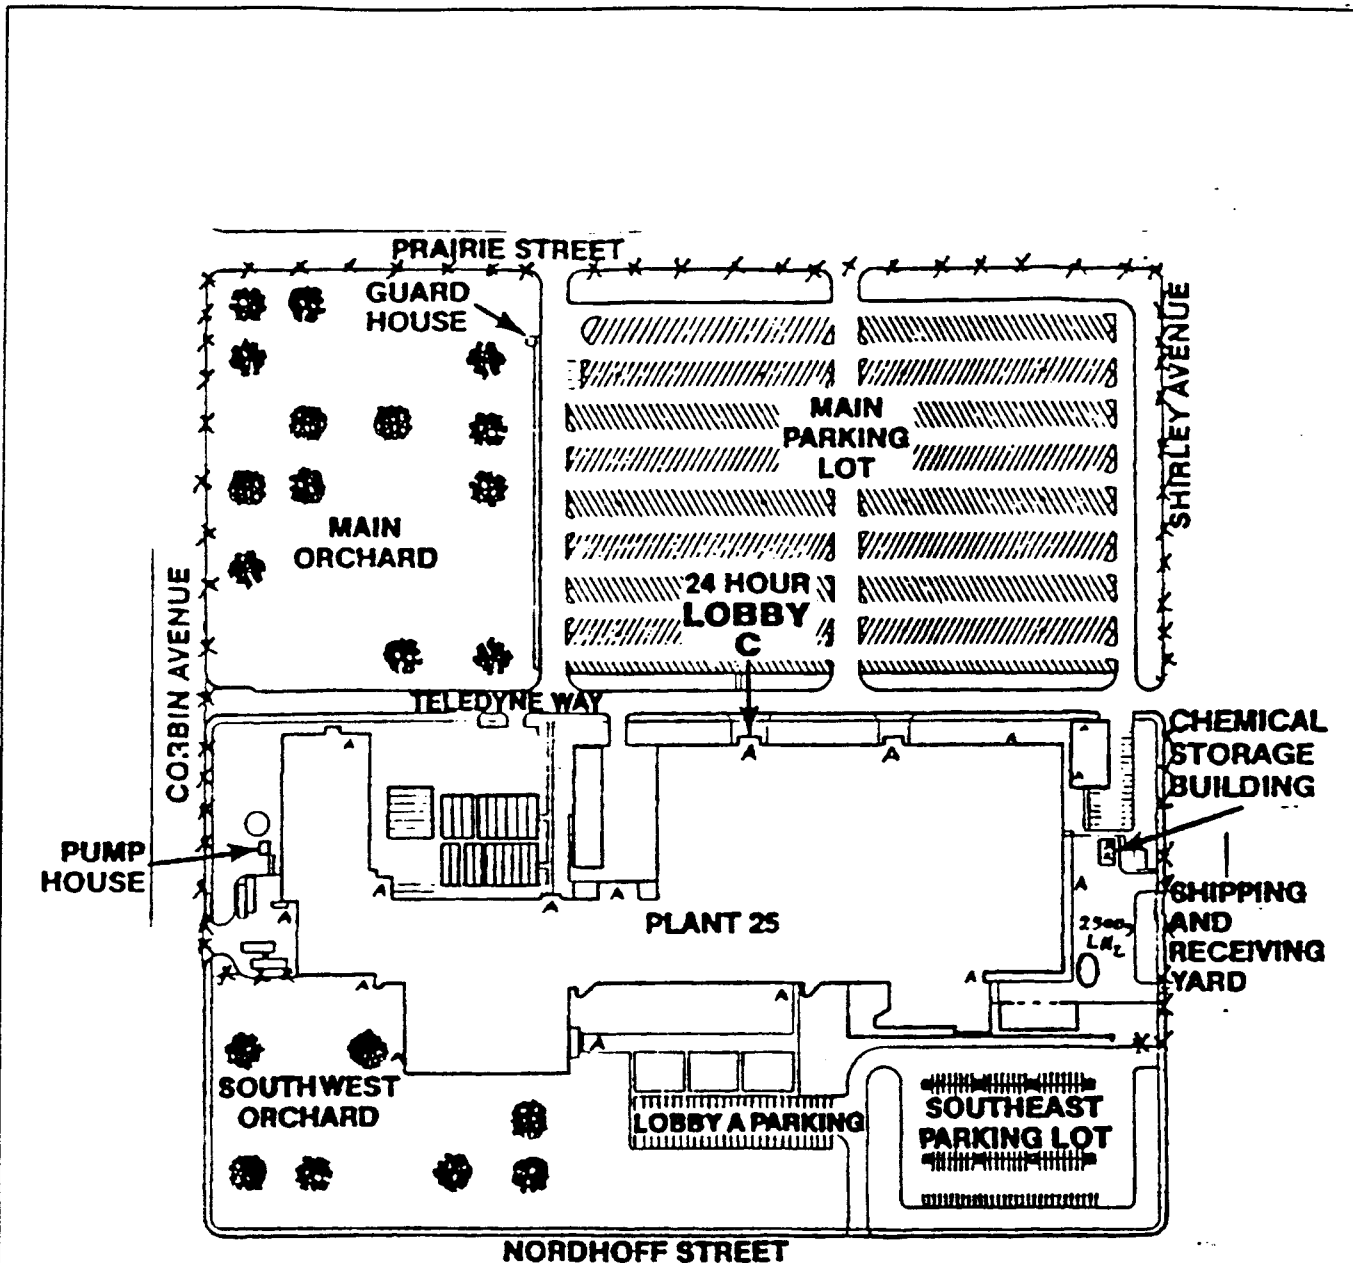 PRAIRIE STREET
GUARD
HOUSE
SHIRLEY AVENUE
MAIN
PARKING
LOT
MAIN
ORCHARD
24 HOUR
LOBBY
C
CORBIN AVENUE
TELEDYNE WAY
CHEMICAL
STORAGE
BUILDING
A
A
A
A
A
A
PUMP
HOUSE
A
A
A
A
A
A
PLANT 25
SHIPPING
AND
RECEIVING
YARD
LN2
A
A
A
A
A
SOUTHWEST
ORCHARD
LOBBY A PARKING
SOUTHEAST
PARKING LOT
NORDHOFF STREET